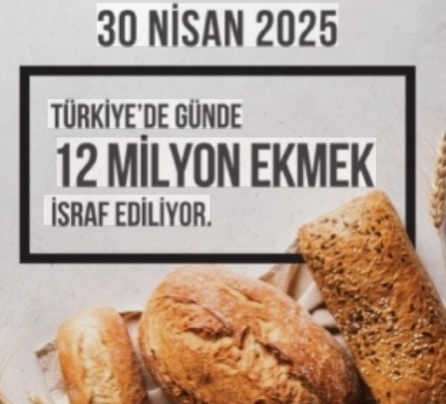 30 NİSAN 2025
TÜRKİYE'DE GÜNDE
12 MİLYON EKMEK
İSRAF EDİLİYOR.